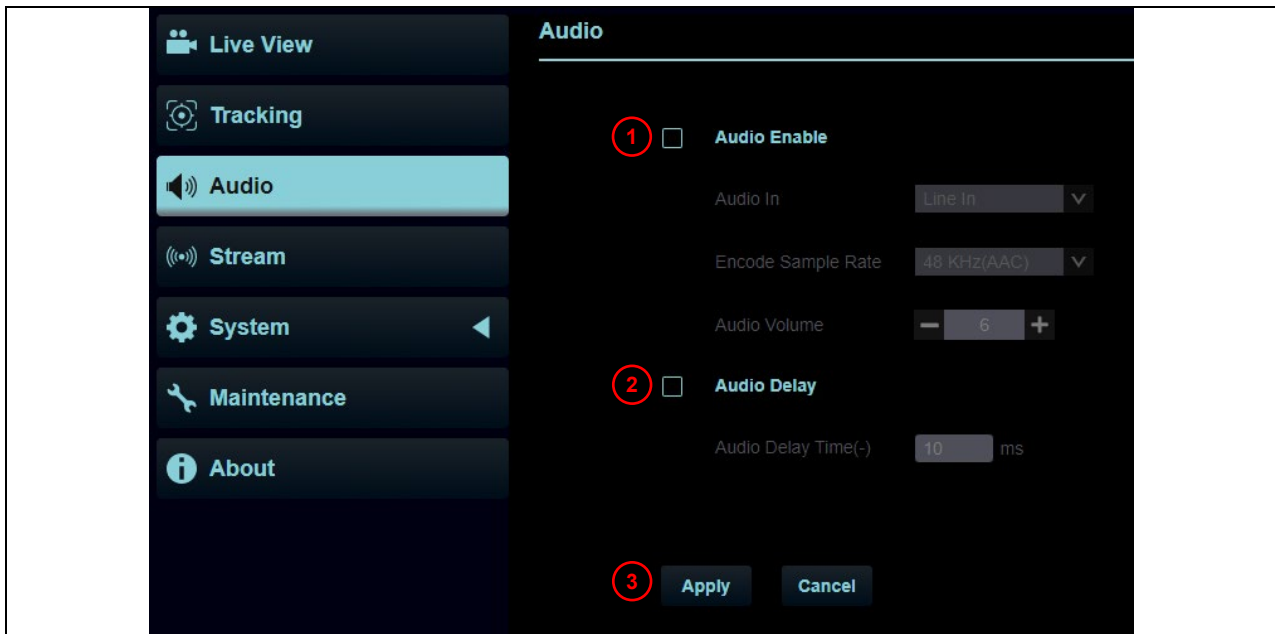 Live View
Tracking
Audio
Stream
System
Maintenance
About
Audio
1 Audio Enable
Audio In Line In
Encode Sample Rate 48 KHz(AAC)
Audio Volume 6
2 Audio Delay
Audio Delay Time(-) 10 ms
3 Apply Cancel